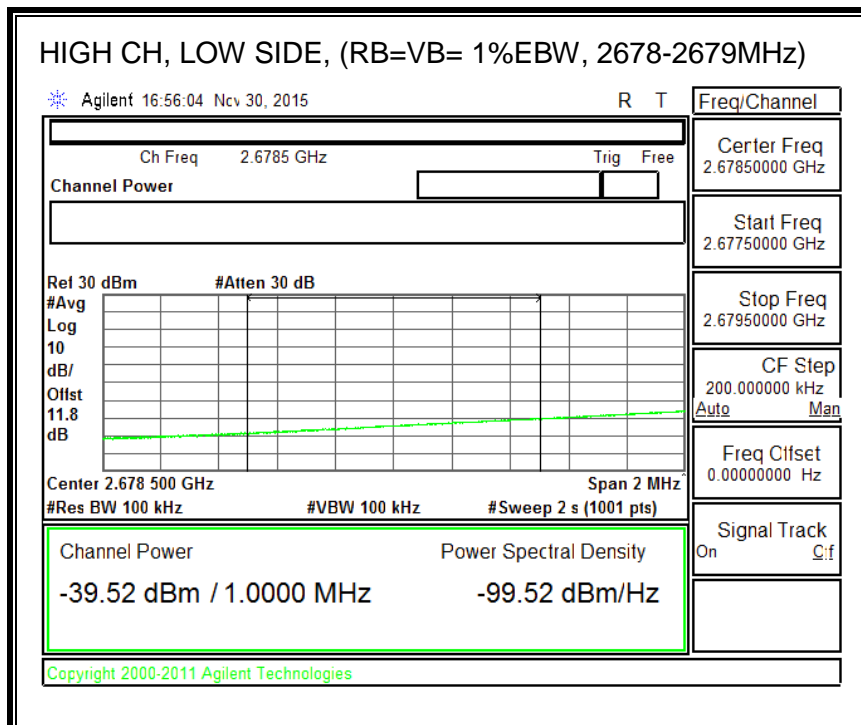 HIGH CH, LOW SIDE, (RB=VB= 1%EBW, 2678-2679MHz)
Agilent 16:56:04 Nov 30, 2015 R T
Ch Freq 2.6785 GHz Trig Free
Channel Power
Ref 30 dBm #Atten 30 dB
#Avg
Log
10
dB/
Offst
11.8
dB
Center 2.678 500 GHz Span 2 MHz
#Res BW 100 kHz #VBW 100 kHz #Sweep 2 s (1001 pts)
Channel Power Power Spectral Density
-39.52 dBm / 1.0000 MHz -99.52 dBm/Hz
Copyright 2000-2011 Agilent Technologies
Freq/Channel
Center Freq
2.67850000 GHz
Start Freq
2.67750000 GHz
Stop Freq
2.67950000 GHz
CF Step
200.000000 kHz
Auto Man
Freq Offset
0.00000000 Hz
Signal Track
On Off